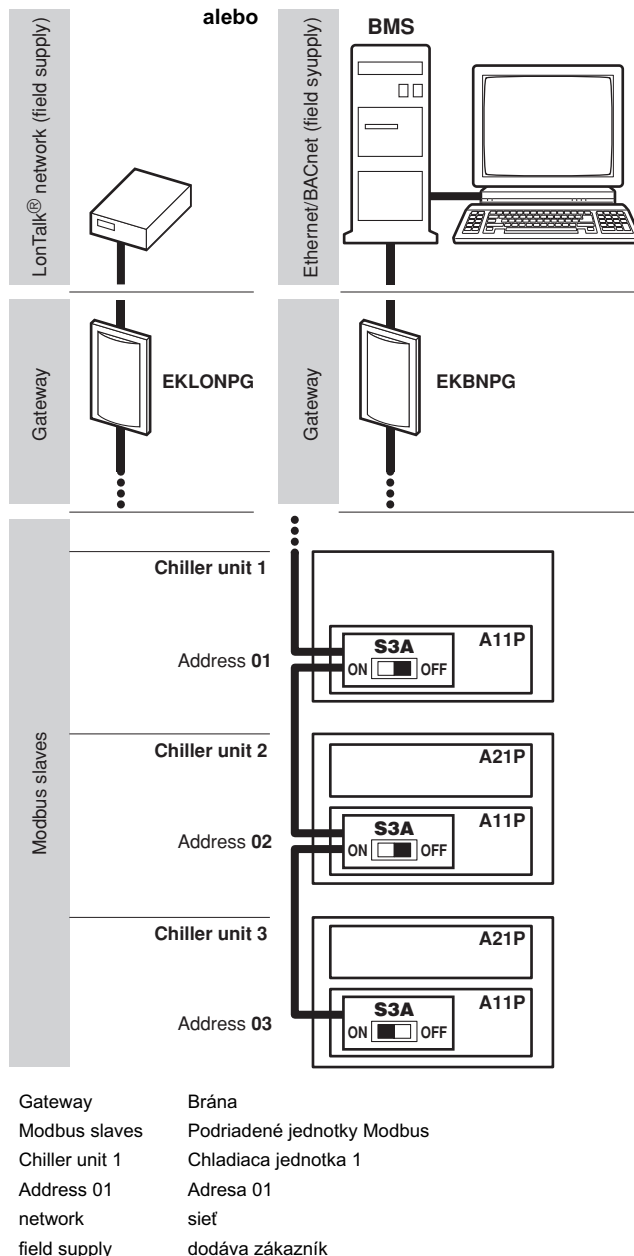 alebo
LonTalk® network (field supply)
Ethernet/BACnet (field syupply)
BMS
Gateway
EKLONPG
Gateway
EKBNPG
Modbus slaves
Chiller unit 1
Address 01
S3A
ON OFF
A11P
Chiller unit 2
A21P
Address 02
S3A
ON OFF
A11P
Chiller unit 3
A21P
Address 03
S3A
ON OFF
A11P
Gateway Brána
Modbus slaves Podriadené jednotky Modbus
Chiller unit 1 Chladiaca jednotka 1
Address 01 Adresa 01
network sieť
field supply dodáva zákazník